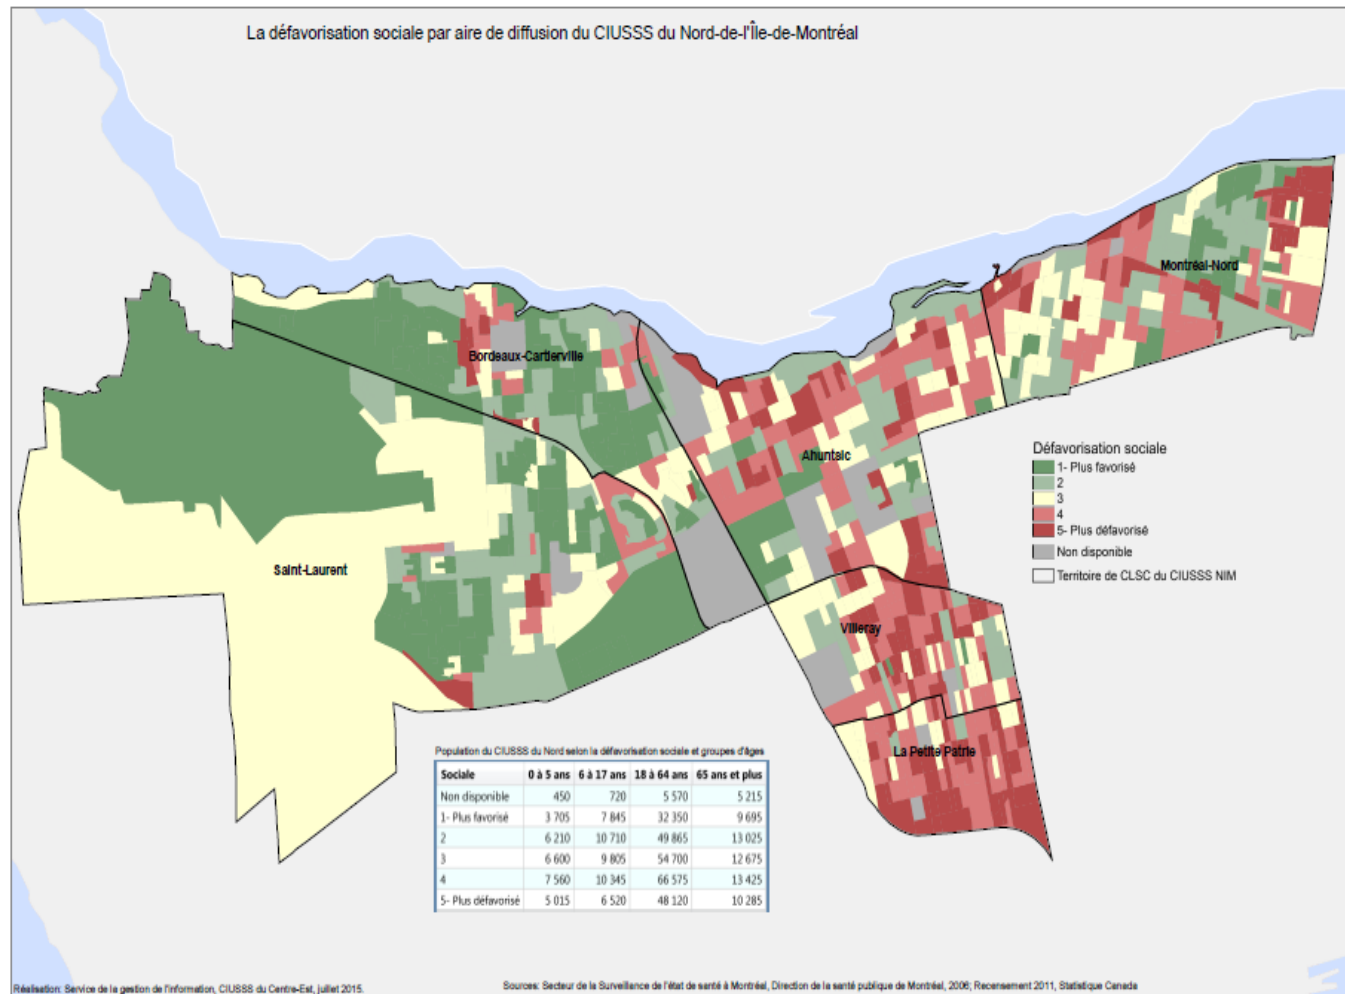 La défavorisation sociale par aire de diffusion du CIUSSS du Nord-de-l'Île-de-Montréal
Montréal-Nord
Bordeaux-Cartierville
Ahuntsic
Saint-Laurent
Villeray
La Petite Patrie
Défavorisation sociale
1- Plus favorisé
2
3
4
5- Plus défavorisé
Non disponible
Territoire de CLSC du CIUSSS NIM
Population du CIUSSS du Nord selon la défavorisation sociale et groupes d'âges
Sociale 0 à 5 ans 6 à 17 ans 18 à 64 ans 65 ans et plus
Non disponible 450 720 5 570 5 215
1- Plus favorisé 3 705 7 845 32 350 9 695
2 6 210 10 710 49 865 13 025
3 6 600 9 805 54 700 12 675
4 7 560 10 345 66 575 13 425
5- Plus défavorisé 5 015 6 520 48 120 10 285
Réalisation: Service de la gestion de l'information, CIUSSS du Centre-Est, juillet 2015.
Sources: Secteur de la Surveillance de l'état de santé à Montréal, Direction de la santé publique de Montréal, 2006; Recensement 2011, Statistique Canada